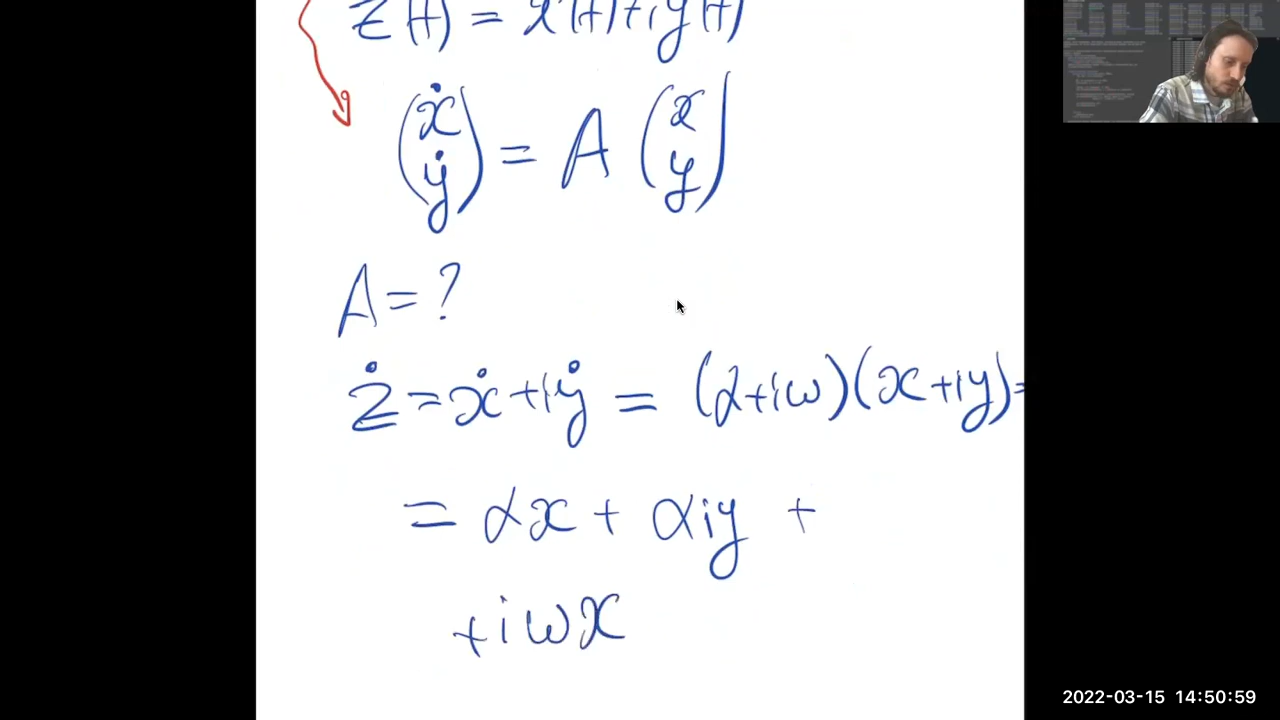 z(t) = x(t)+iy(t)
(ẋ ẏ) = A (x y)
A = ?
ż = ẋ + iẏ = (α+iω)(x+iy) =
= αx + αiy +
+ iωx
2022-03-15 14:50:59